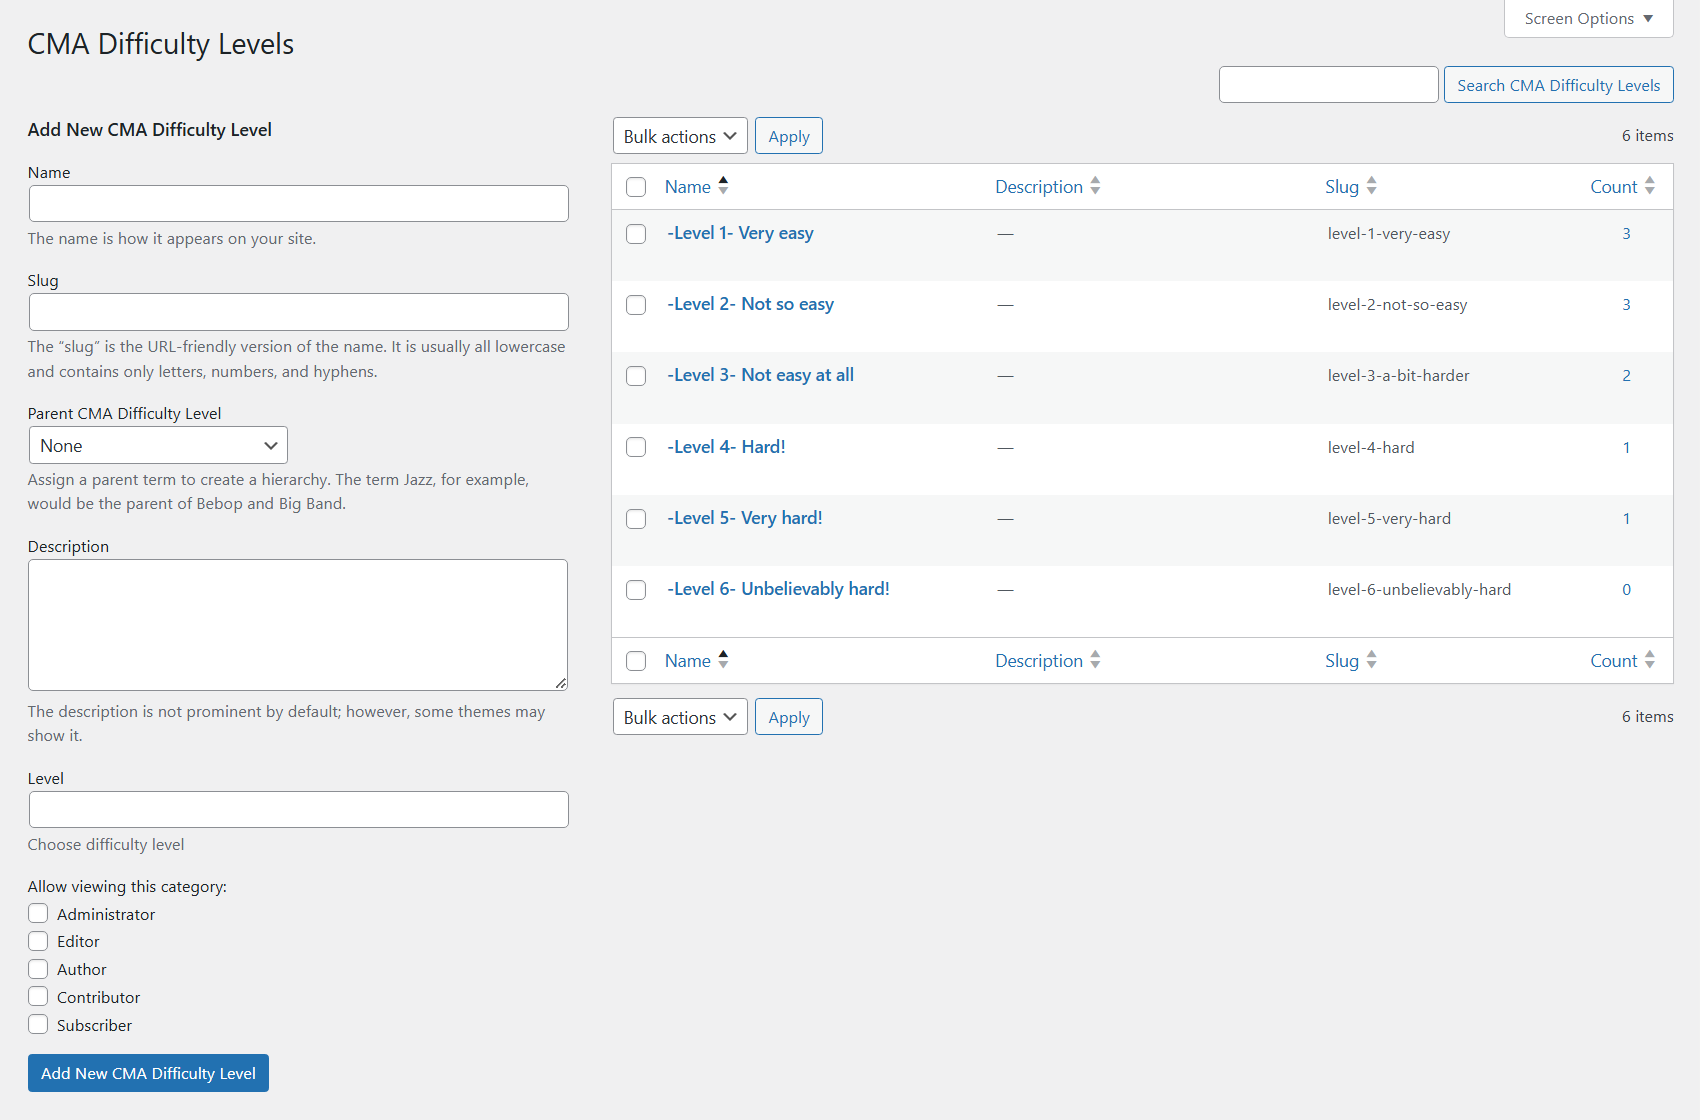 Screen Options ▼
CMA Difficulty Levels
Search CMA Difficulty Levels
Add New CMA Difficulty Level
Name
The name is how it appears on your site.
Slug
The “slug” is the URL-friendly version of the name. It is usually all lowercase
and contains only letters, numbers, and hyphens.
Parent CMA Difficulty Level
None
Assign a parent term to create a hierarchy. The term Jazz, for example,
would be the parent of Bebop and Big Band.
Description
The description is not prominent by default; however, some themes may
show it.
Level
Choose difficulty level
Allow viewing this category:
Administrator
Editor
Author
Contributor
Subscriber
Add New CMA Difficulty Level
Bulk actions Apply 6 items
Name Description Slug Count
-Level 1- Very easy — level-1-very-easy 3
-Level 2- Not so easy — level-2-not-so-easy 3
-Level 3- Not easy at all — level-3-a-bit-harder 2
-Level 4- Hard! — level-4-hard 1
-Level 5- Very hard! — level-5-very-hard 1
-Level 6- Unbelievably hard! — level-6-unbelievably-hard 0
Name Description Slug Count
Bulk actions Apply 6 items